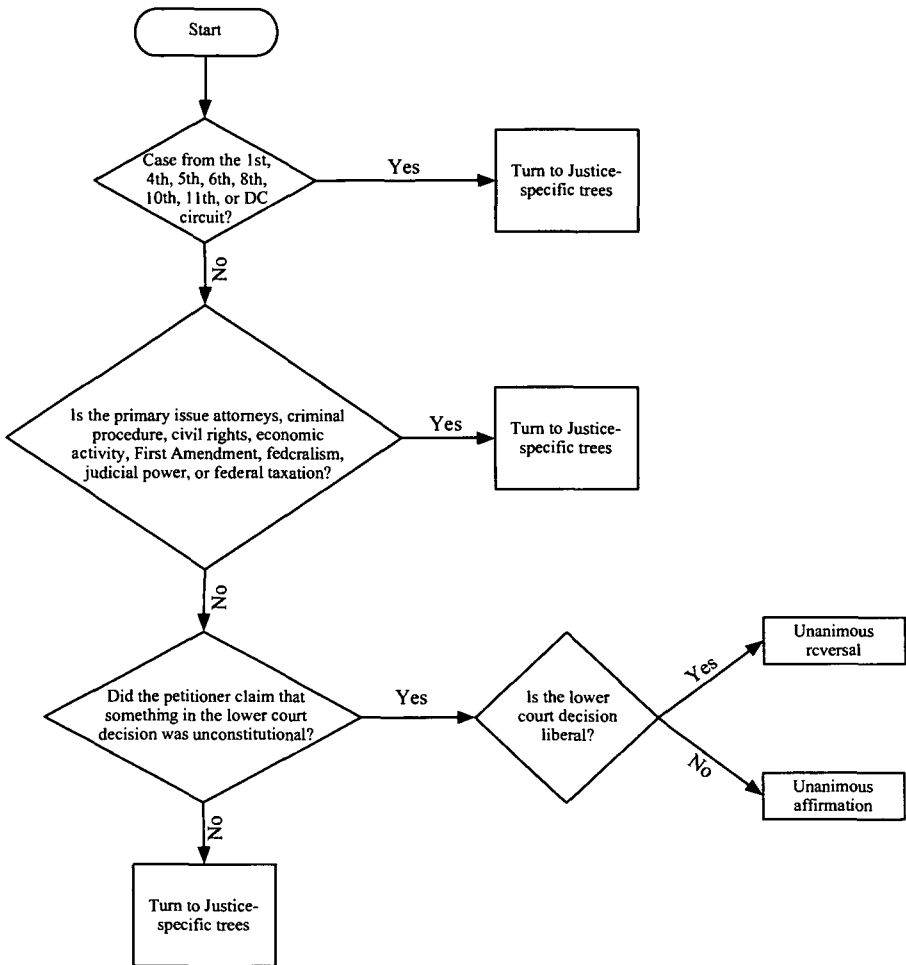 Start
Case from the 1st,
4th, 5th, 6th, 8th,
10th, 11th, or DC
circuit?
Yes
Turn to Justice-
specific trees
No
Is the primary issue attorneys, criminal
procedure, civil rights, economic
activity, First Amendment, federalism,
judicial power, or federal taxation?
Yes
Turn to Justice-
specific trees
No
Did the petitioner claim that
something in the lower court
decision was unconstitutional?
Yes
Is the lower
court decision
liberal?
Yes
Unanimous
reversal
No
Unanimous
affirmation
No
Turn to Justice-
specific trees